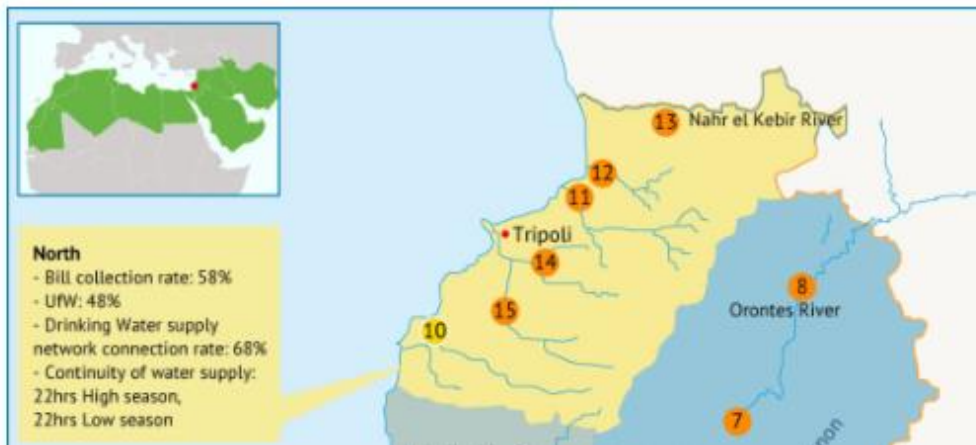 North
- Bill collection rate: 58%
- UfW: 48%
- Drinking Water supply
network connection rate: 68%
- Continuity of water supply:
22hrs High season,
22hrs Low season
13
Nahr el Kebir River
12
11
Tripoli
14
15
10
8
Orontes River
7